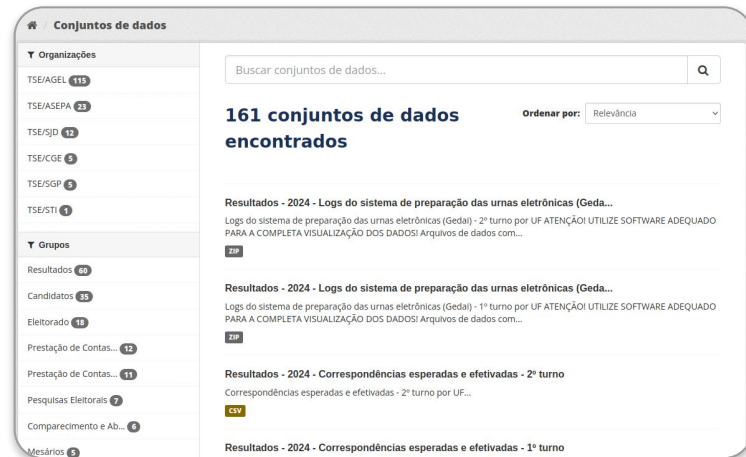 / Conjuntos de dados
Organizações
TSE/AGEL 115
TSE/ASEPA 23
TSE/SJD 12
TSE/CGE 5
TSE/SGP 5
TSE/STI 1
Grupos
Resultados 60
Candidatos 35
Eleitorado 18
Prestação de Contas... 12
Prestação de Contas... 11
Pesquisas Eleitorais 7
Comparecimento e Ab... 6
Mesários 5
Buscar conjuntos de dados...
161 conjuntos de dados
encontrados
Ordenar por: Relevância
Resultados - 2024 - Logs do sistema de preparação das urnas eletrônicas (Geda...
Logs do sistema de preparação das urnas eletrônicas (Gedai) - 2º turno por UF ATENÇÃO! UTILIZE SOFTWARE ADEQUADO
PARA A COMPLETA VISUALIZAÇÃO DOS DADOS! Arquivos de dados com...
ZIP
Resultados - 2024 - Logs do sistema de preparação das urnas eletrônicas (Geda...
Logs do sistema de preparação das urnas eletrônicas (Gedai) - 1º turno por UF ATENÇÃO! UTILIZE SOFTWARE ADEQUADO
PARA A COMPLETA VISUALIZAÇÃO DOS DADOS! Arquivos de dados com...
ZIP
Resultados - 2024 - Correspondências esperadas e efetivadas - 2º turno
Correspondências esperadas e efetivadas - 2º turno por UF...
CSV
Resultados - 2024 - Correspondências esperadas e efetivadas - 1º turno